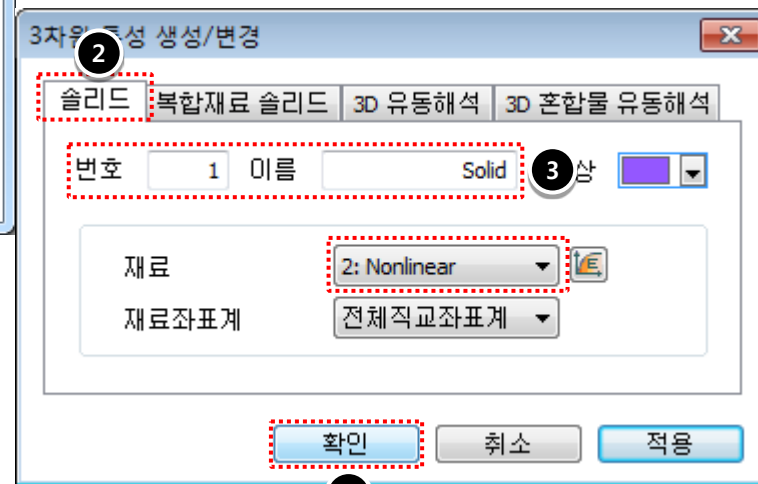 3차원 특성 생성/변경
2
솔리드 복합재료 솔리드 3D 유동해석 3D 혼합물 유동해석
번호 1 이름 Solid 3 상
재료 2: Nonlinear
재료좌표계 전체직교좌표계
확인 취소 적용